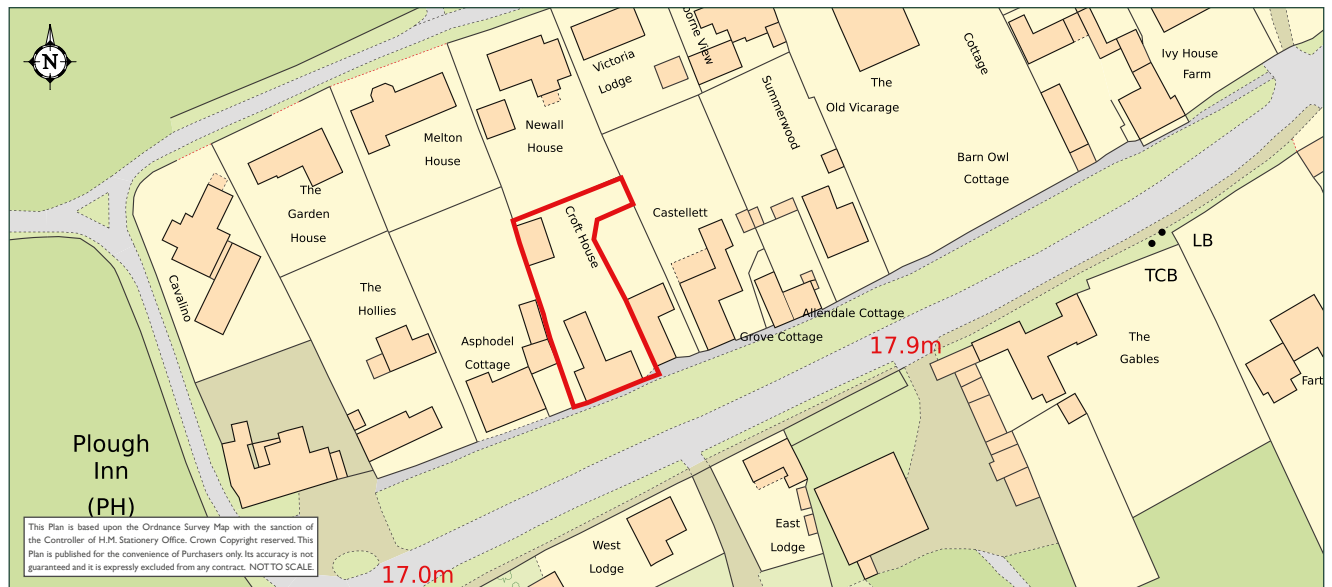 N
Victoria
Lodge
borne View
Cottage
Ivy House
Farm
The
Old Vicarage
Summerwood
Melton
House
Newall
House
Barn Owl
Cottage
The
Garden
House
Castellett
Croft House
LB
TCB
Cavalino
The
Hollies
Allendale Cottage
Grove Cottage
17.9m
Asphodel
Cottage
The
Gables
Fart
Plough
Inn
(PH)
East
Lodge
West
Lodge
17.0m
This Plan is based upon the Ordnance Survey Map with the sanction of
the Controller of H.M. Stationery Office. Crown Copyright reserved. This
Plan is published for the convenience of Purchasers only. Its accuracy is not
guaranteed and it is expressly excluded from any contract. NOT TO SCALE.